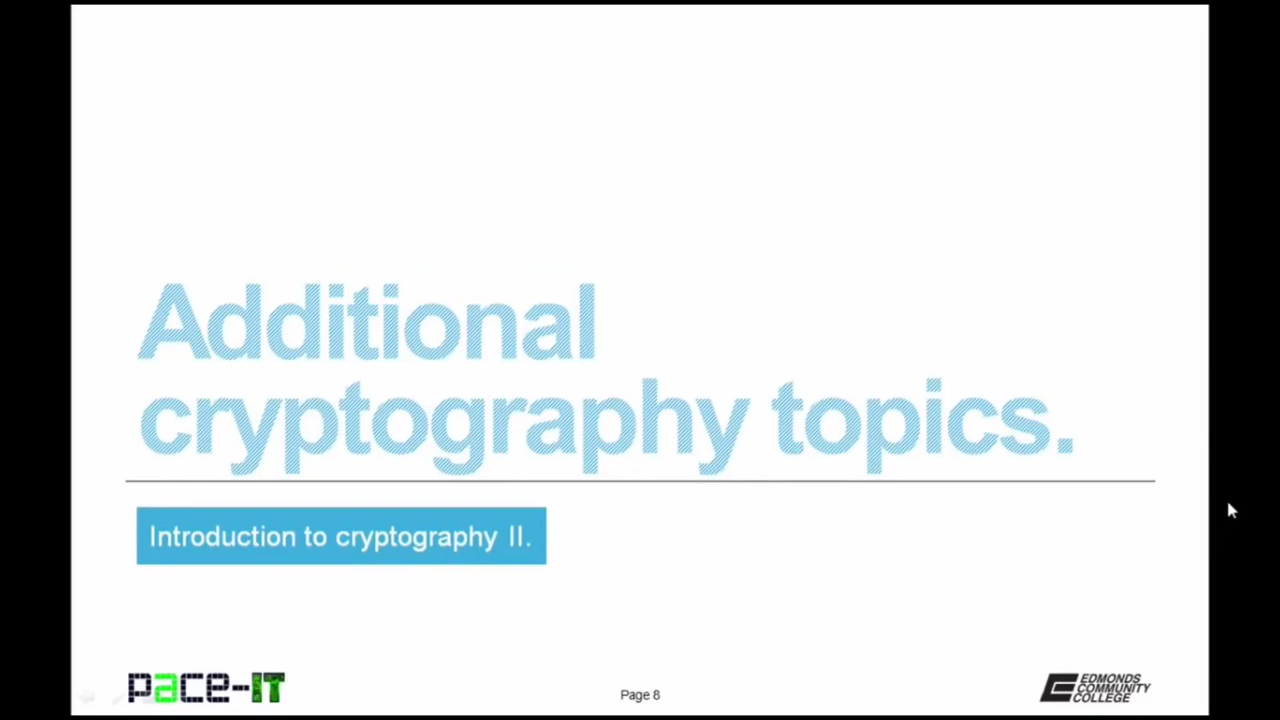 Additional
cryptography topics.
Introduction to cryptography II.
pace-IT
Page 8
EDMONDS
COMMUNITY
COLLEGE